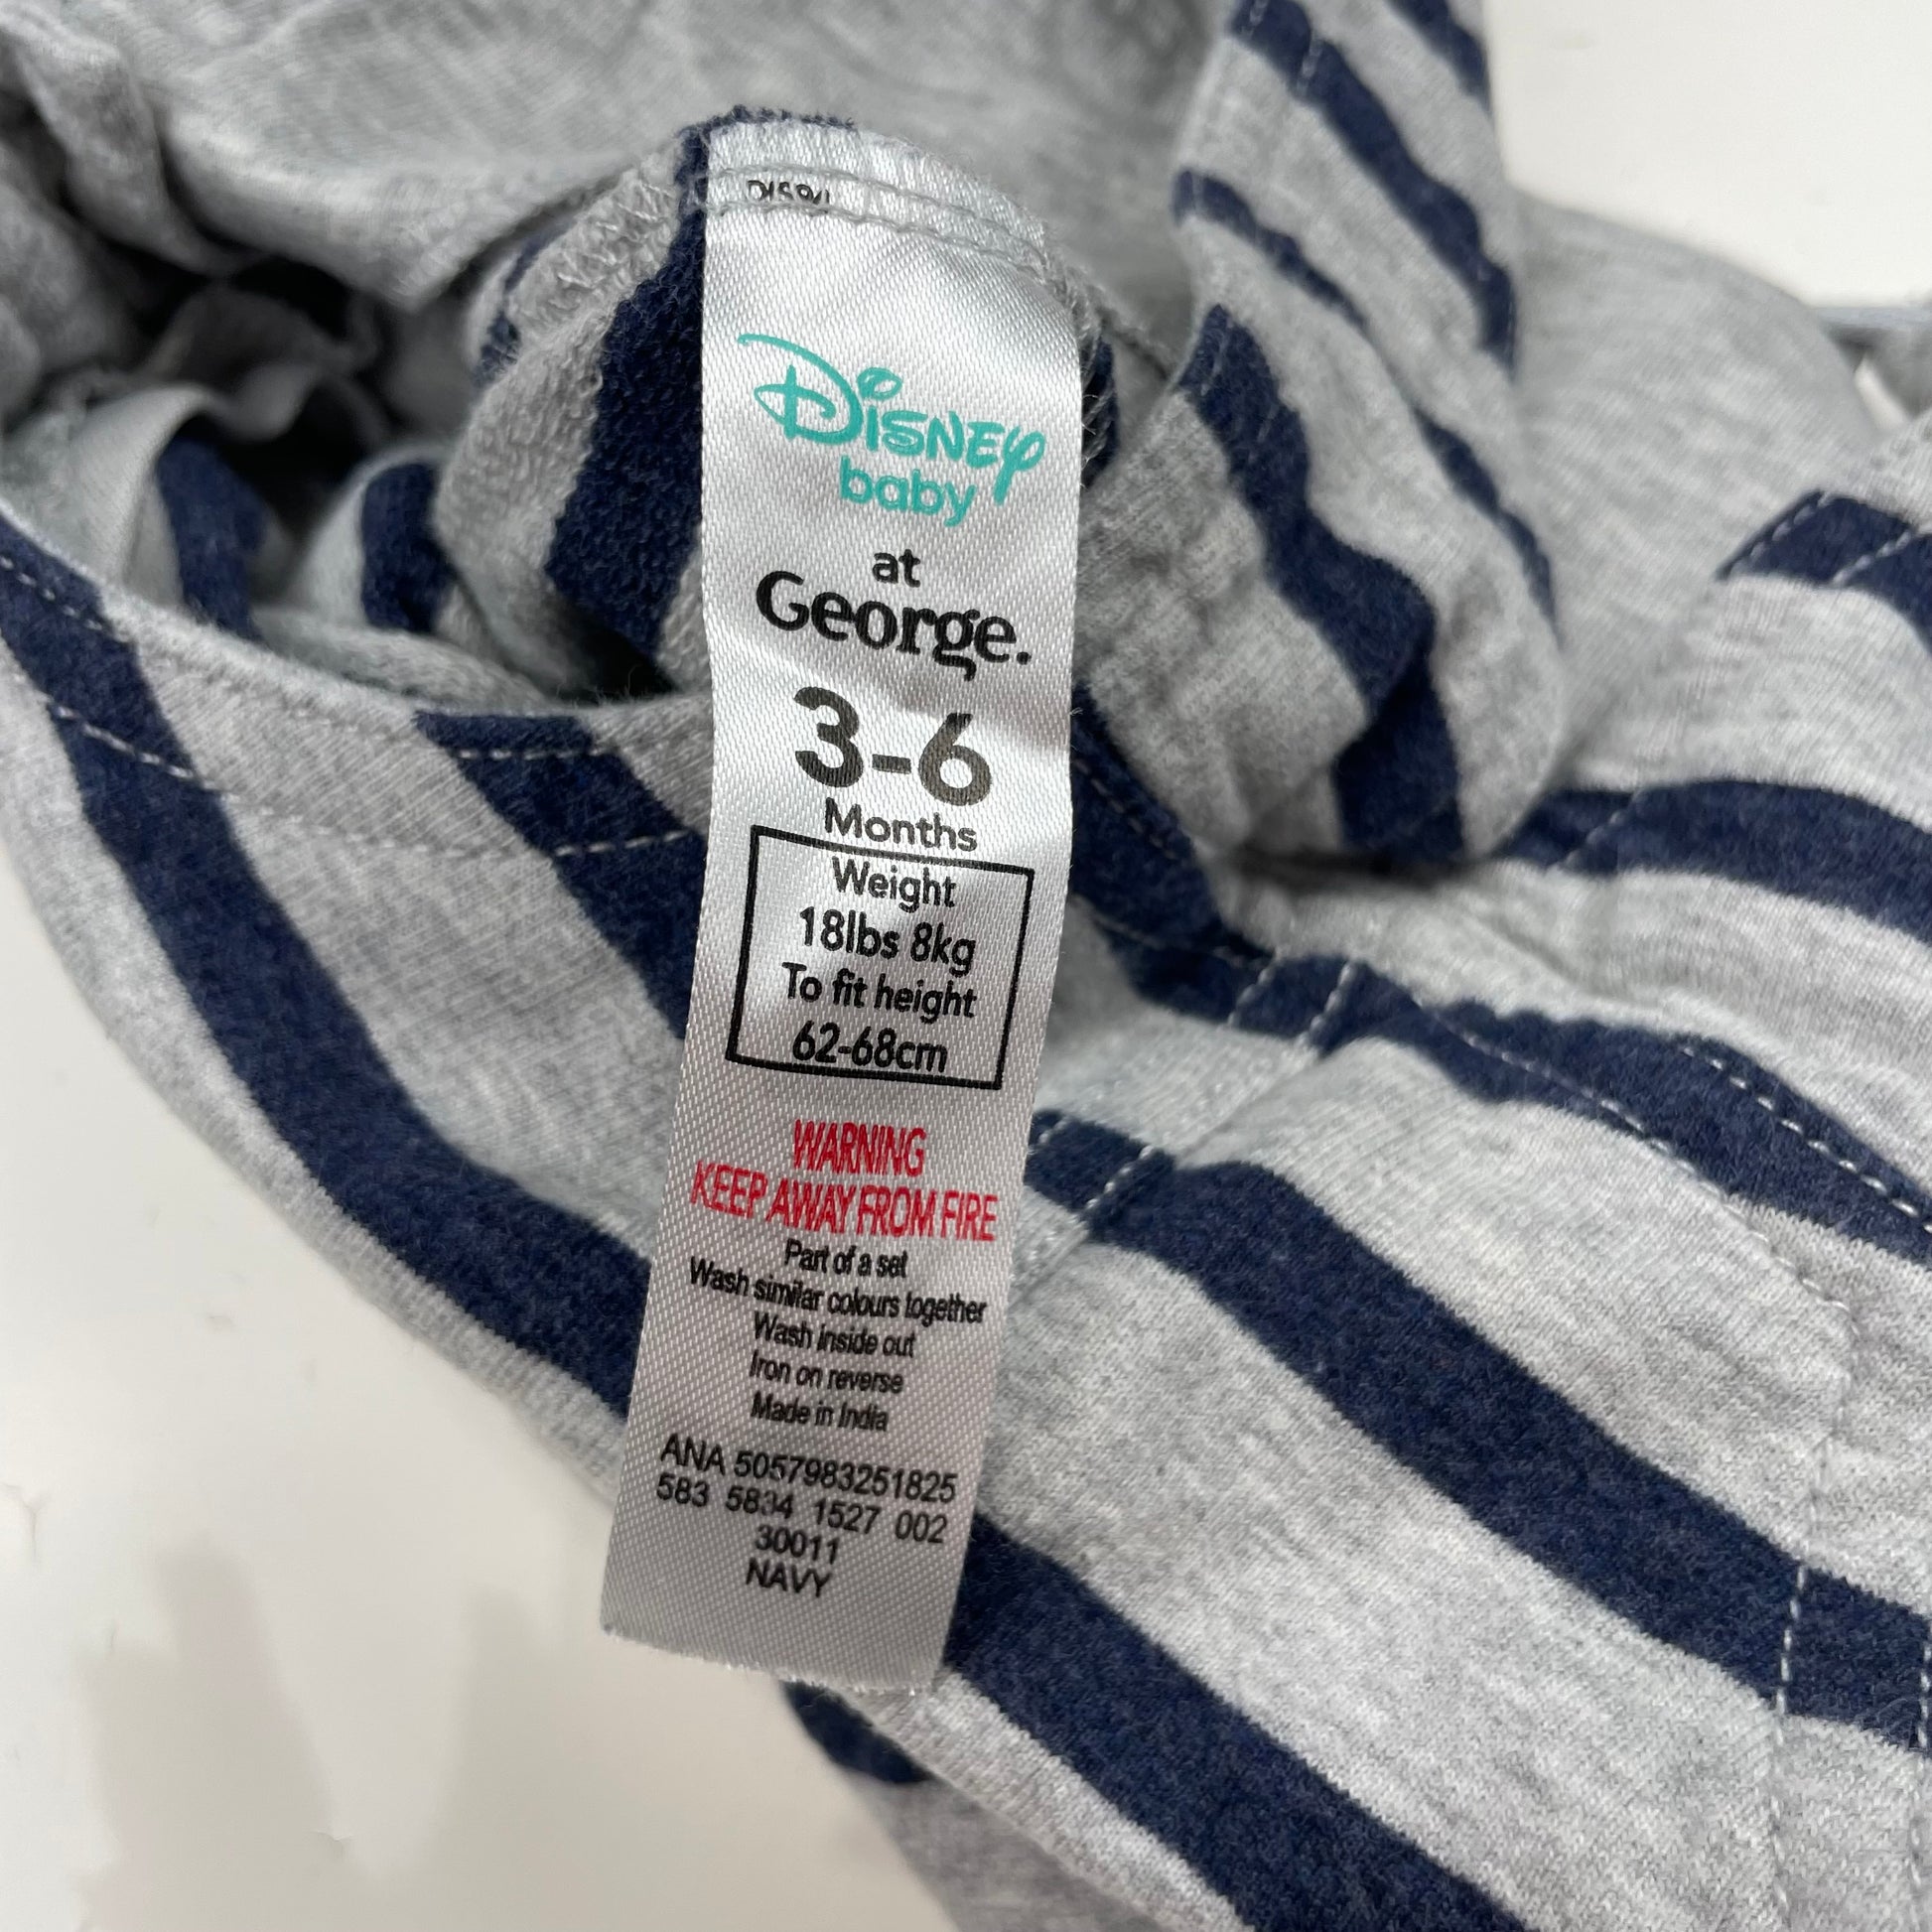 Disney
baby
at
George.
3-6
Months
Weight
18lbs 8kg
To fit height
62-68cm
WARNING
KEEP AWAY FROM FIRE
Part of a set
Wash similar colours together
Wash inside out
Iron on reverse
Made in India
ANA 5057983251825
583 5834 1527 002
30011
NAVY